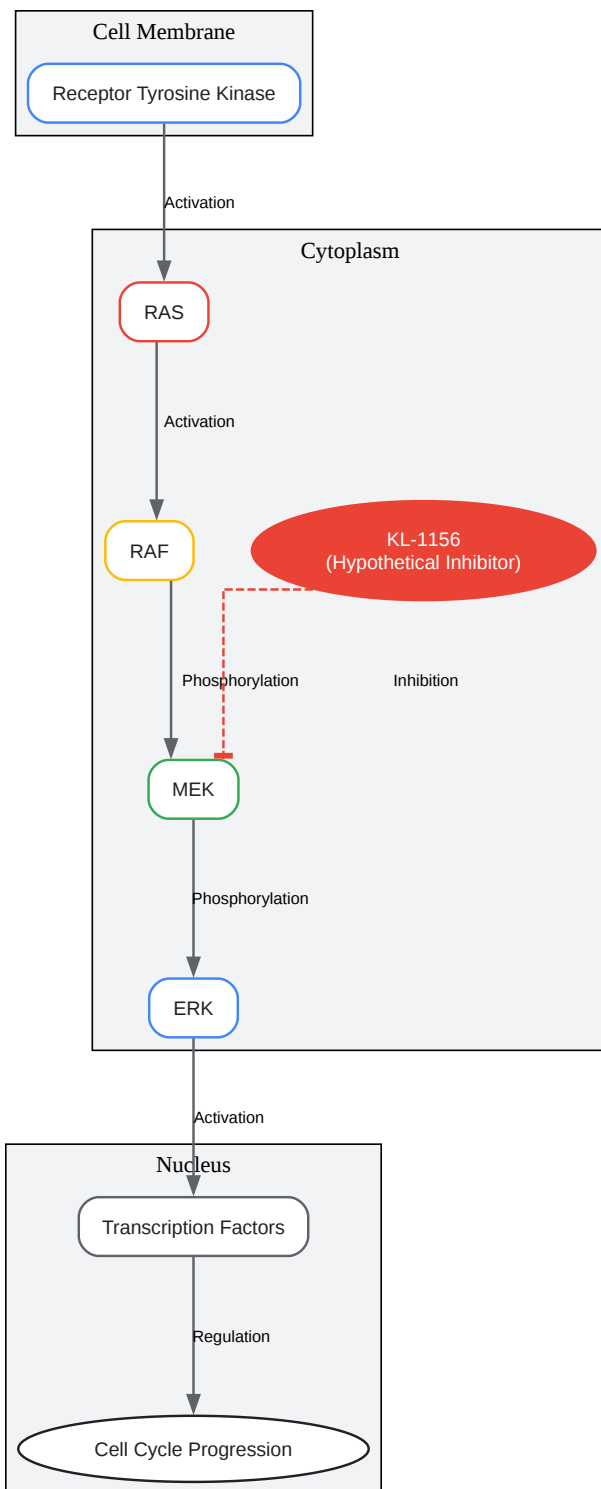 Cell Membrane
Receptor Tyrosine Kinase
Activation
Cytoplasm
RAS
Activation
RAF
KL-1156
(Hypothetical Inhibitor)
Phosphorylation
Inhibition
MEK
Phosphorylation
ERK
Activation
Nucleus
Transcription Factors
Regulation
Cell Cycle Progression